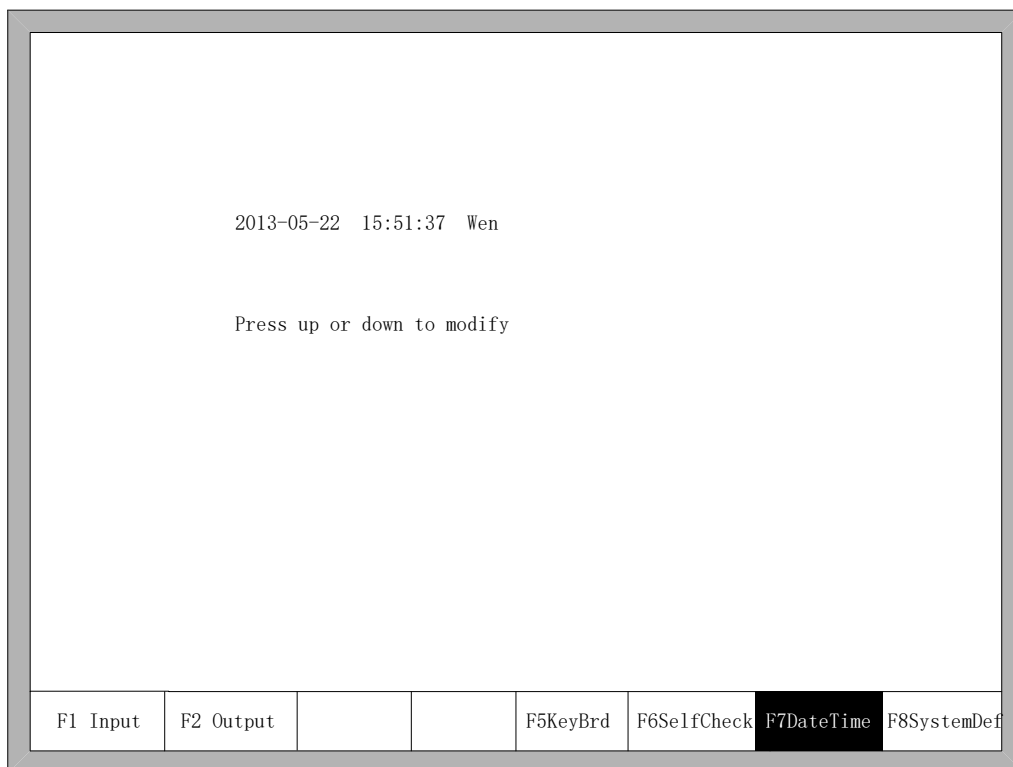 2013-05-22  15:51:37  Wen
Press up or down to modify
F1 Input F2 Output F5KeyBrd F6SelfCheck F7DateTime F8SystemDef